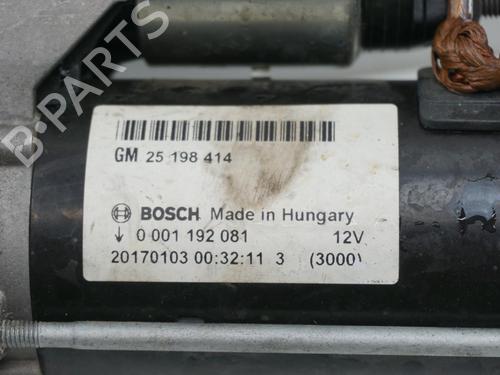 B-PARTS
GM 25 198 414
BOSCH Made in Hungary
0 001 192 081 12V
20170103 00:32:11 3 (3000)